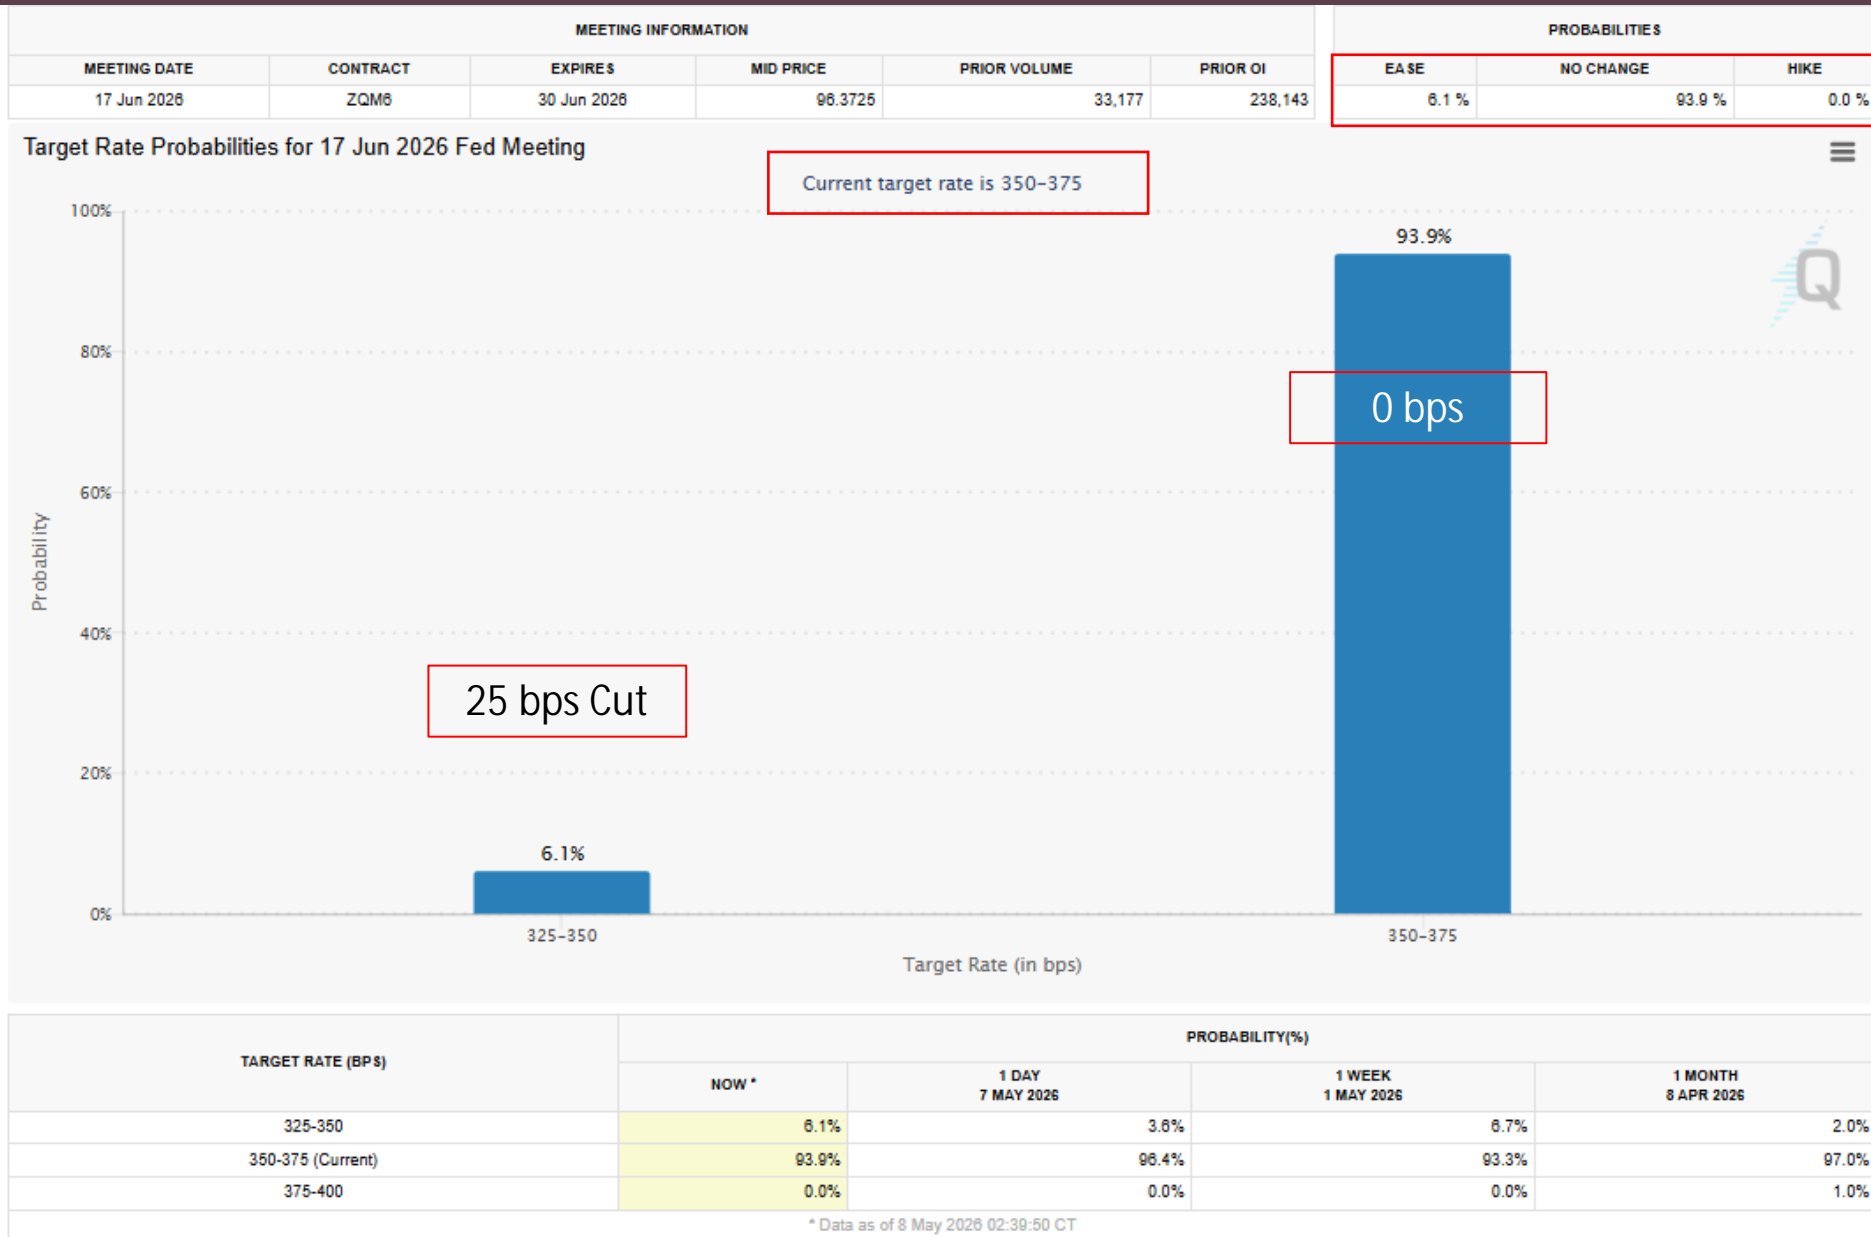 MEETING INFORMATION
PROBABILITIES
MEETING DATE CONTRACT EXPIRES MID PRICE PRIOR VOLUME PRIOR OI EASE NO CHANGE HIKE
17 Jun 2026 ZQM6 30 Jun 2026 96.3725 33,177 238,143 6.1 % 93.9 % 0.0 %
Target Rate Probabilities for 17 Jun 2026 Fed Meeting
Current target rate is 350-375
100%
93.9%
Q
80%
0 bps
60%
Probability
40%
25 bps Cut
20%
6.1%
0%
325-350 350-375
Target Rate (in bps)
TARGET RATE (BPS) PROBABILITY(%)
NOW * 1 DAY 1 WEEK 1 MONTH
7 MAY 2026 1 MAY 2026 8 APR 2026
325-350 6.1% 3.6% 6.7% 2.0%
350-375 (Current) 93.9% 96.4% 93.3% 97.0%
375-400 0.0% 0.0% 0.0% 1.0%
* Data as of 8 May 2026 02:39:50 CT